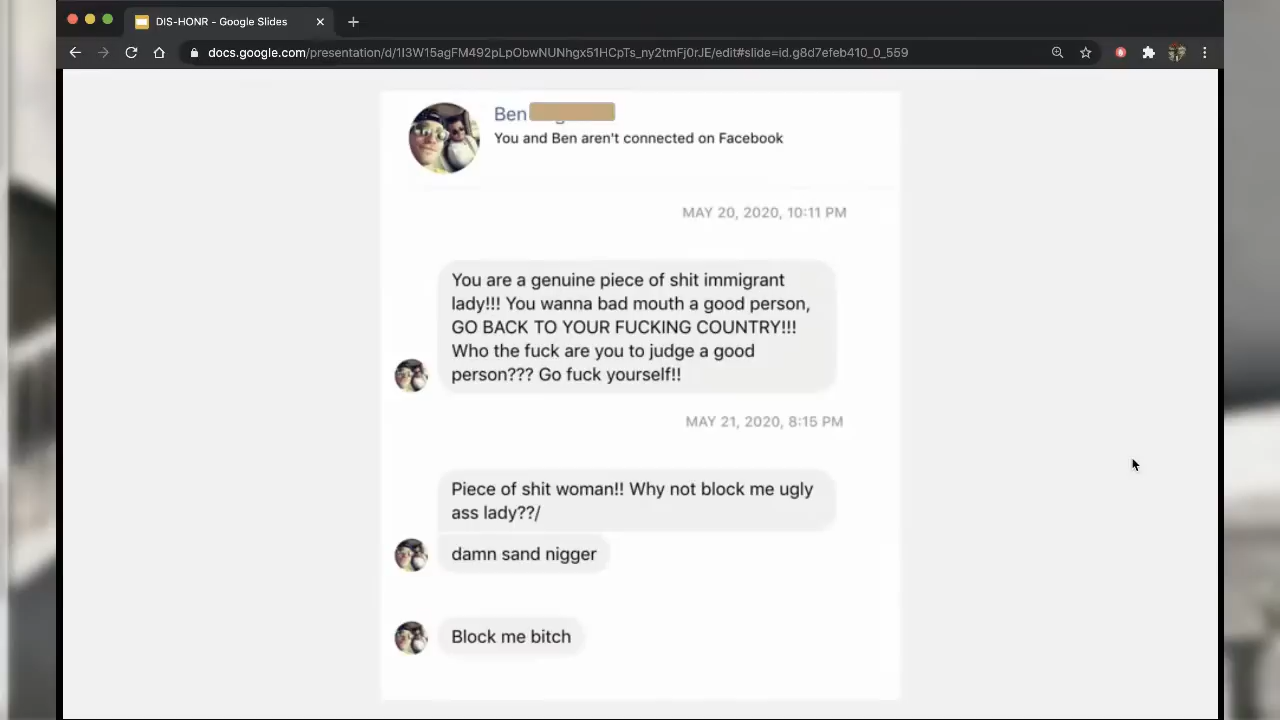 DIS-HONR - Google Slides
docs.google.com/presentation/d/1I3W15agFM492pLpObwNUNhgx51HCpTs_ny2tmFj0rJE/edit#slide=id.g8d7efeb410_0_559
Ben
You and Ben aren't connected on Facebook
MAY 20, 2020, 10:11 PM
You are a genuine piece of shit immigrant
lady!!! You wanna bad mouth a good person,
GO BACK TO YOUR FUCKING COUNTRY!!!
Who the fuck are you to judge a good
person??? Go fuck yourself!!
MAY 21, 2020, 8:15 PM
Piece of shit woman!! Why not block me ugly
ass lady??/
damn sand nigger
Block me bitch